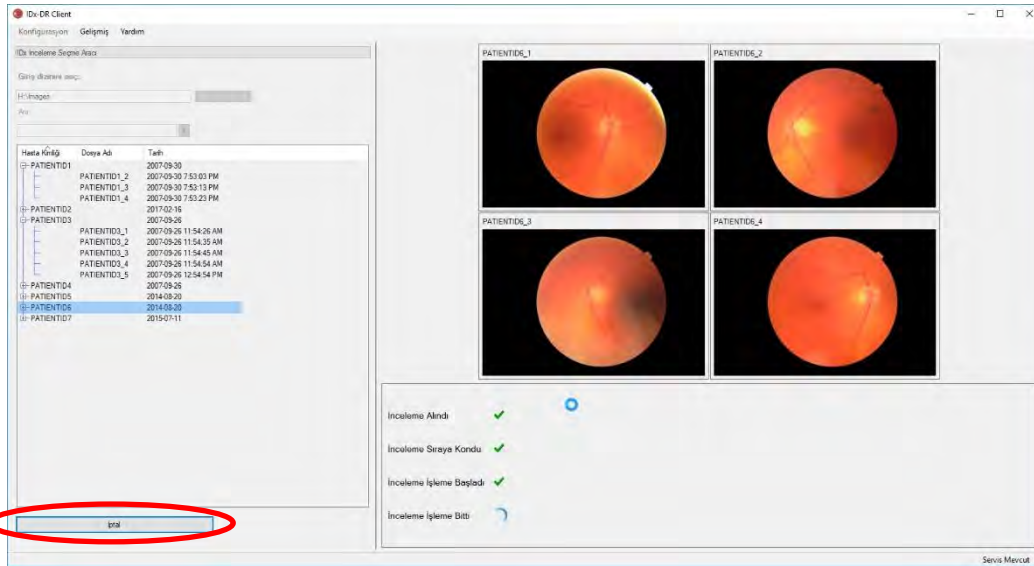 IDx-DR Client
Konfigürasyon Gelişmiş Yardım
IDx İnceleme Seçme Aracı
H:\Images
Ara:
Hasta Kimliği Dosya Adı Tarih
PATIENTID1 2007-09-30
PATIENTID1_2 2007-09-30 7:53:03 PM
PATIENTID1_3 2007-09-30 7:53:13 PM
PATIENTID1_4 2007-09-30 7:53:23 PM
PATIENTID2 2017-02-16
PATIENTID3 2007-09-26
PATIENTID3_1 2007-09-26 11:54:26 AM
PATIENTID3_2 2007-09-26 11:54:35 AM
PATIENTID3_3 2007-09-26 11:54:45 AM
PATIENTID3_4 2007-09-26 11:54:54 AM
PATIENTID3_5 2007-09-26 12:54:54 PM
PATIENTID4 2007-09-26
PATIENTID5 2014-08-20
PATIENTID6 2014-08-20
PATIENTID7 2015-07-11
İptal
PATIENTID6_1 PATIENTID6_2
PATIENTID6_3 PATIENTID6_4
İnceleme Alındı
İnceleme Sıraya Kondu
İnceleme İşleme Başladı
İnceleme İşleme Bitti
Servis Mevcut